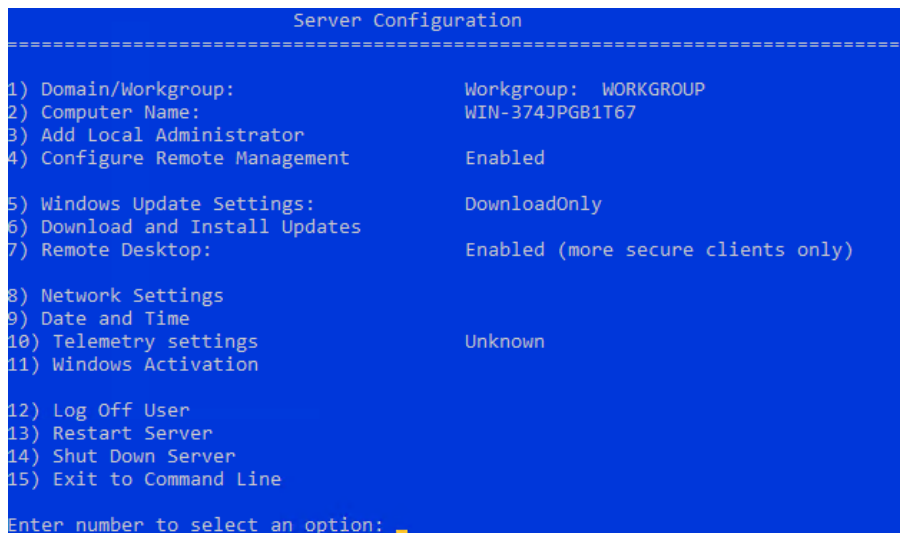 Server Configuration
===============================================================================
1) Domain/Workgroup: Workgroup: WORKGROUP
2) Computer Name: WIN-374JPGB1T67
3) Add Local Administrator
4) Configure Remote Management Enabled
5) Windows Update Settings: DownloadOnly
6) Download and Install Updates
7) Remote Desktop: Enabled (more secure clients only)
8) Network Settings
9) Date and Time
10) Telemetry settings Unknown
11) Windows Activation
12) Log Off User
13) Restart Server
14) Shut Down Server
15) Exit to Command Line
Enter number to select an option: _